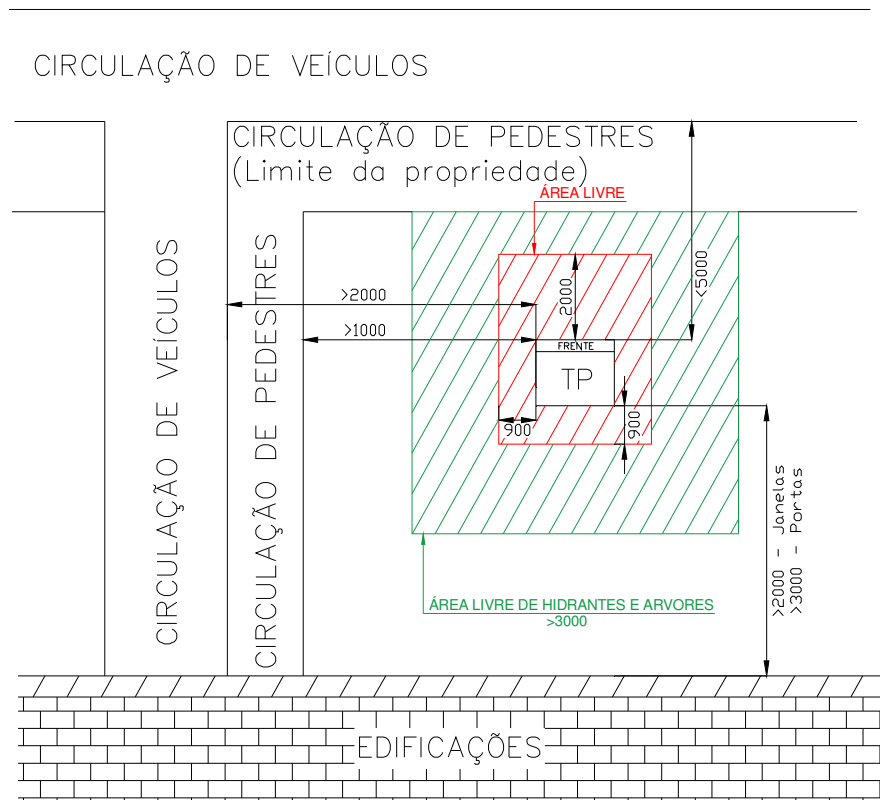 CIRCULAÇÃO DE VEÍCULOS
CIRCULAÇÃO DE PEDESTRES
(Limite da propriedade)
ÁREA LIVRE
CIRCULAÇÃO DE VEÍCULOS
CIRCULAÇÃO DE PEDESTRES
>2000
>1000
2000
<5000
FRENTE
TP
900
900
>2000 - Janelas
>3000 - Portas
ÁREA LIVRE DE HIDRANTES E ARVORES
>3000
EDIFICAÇÕES